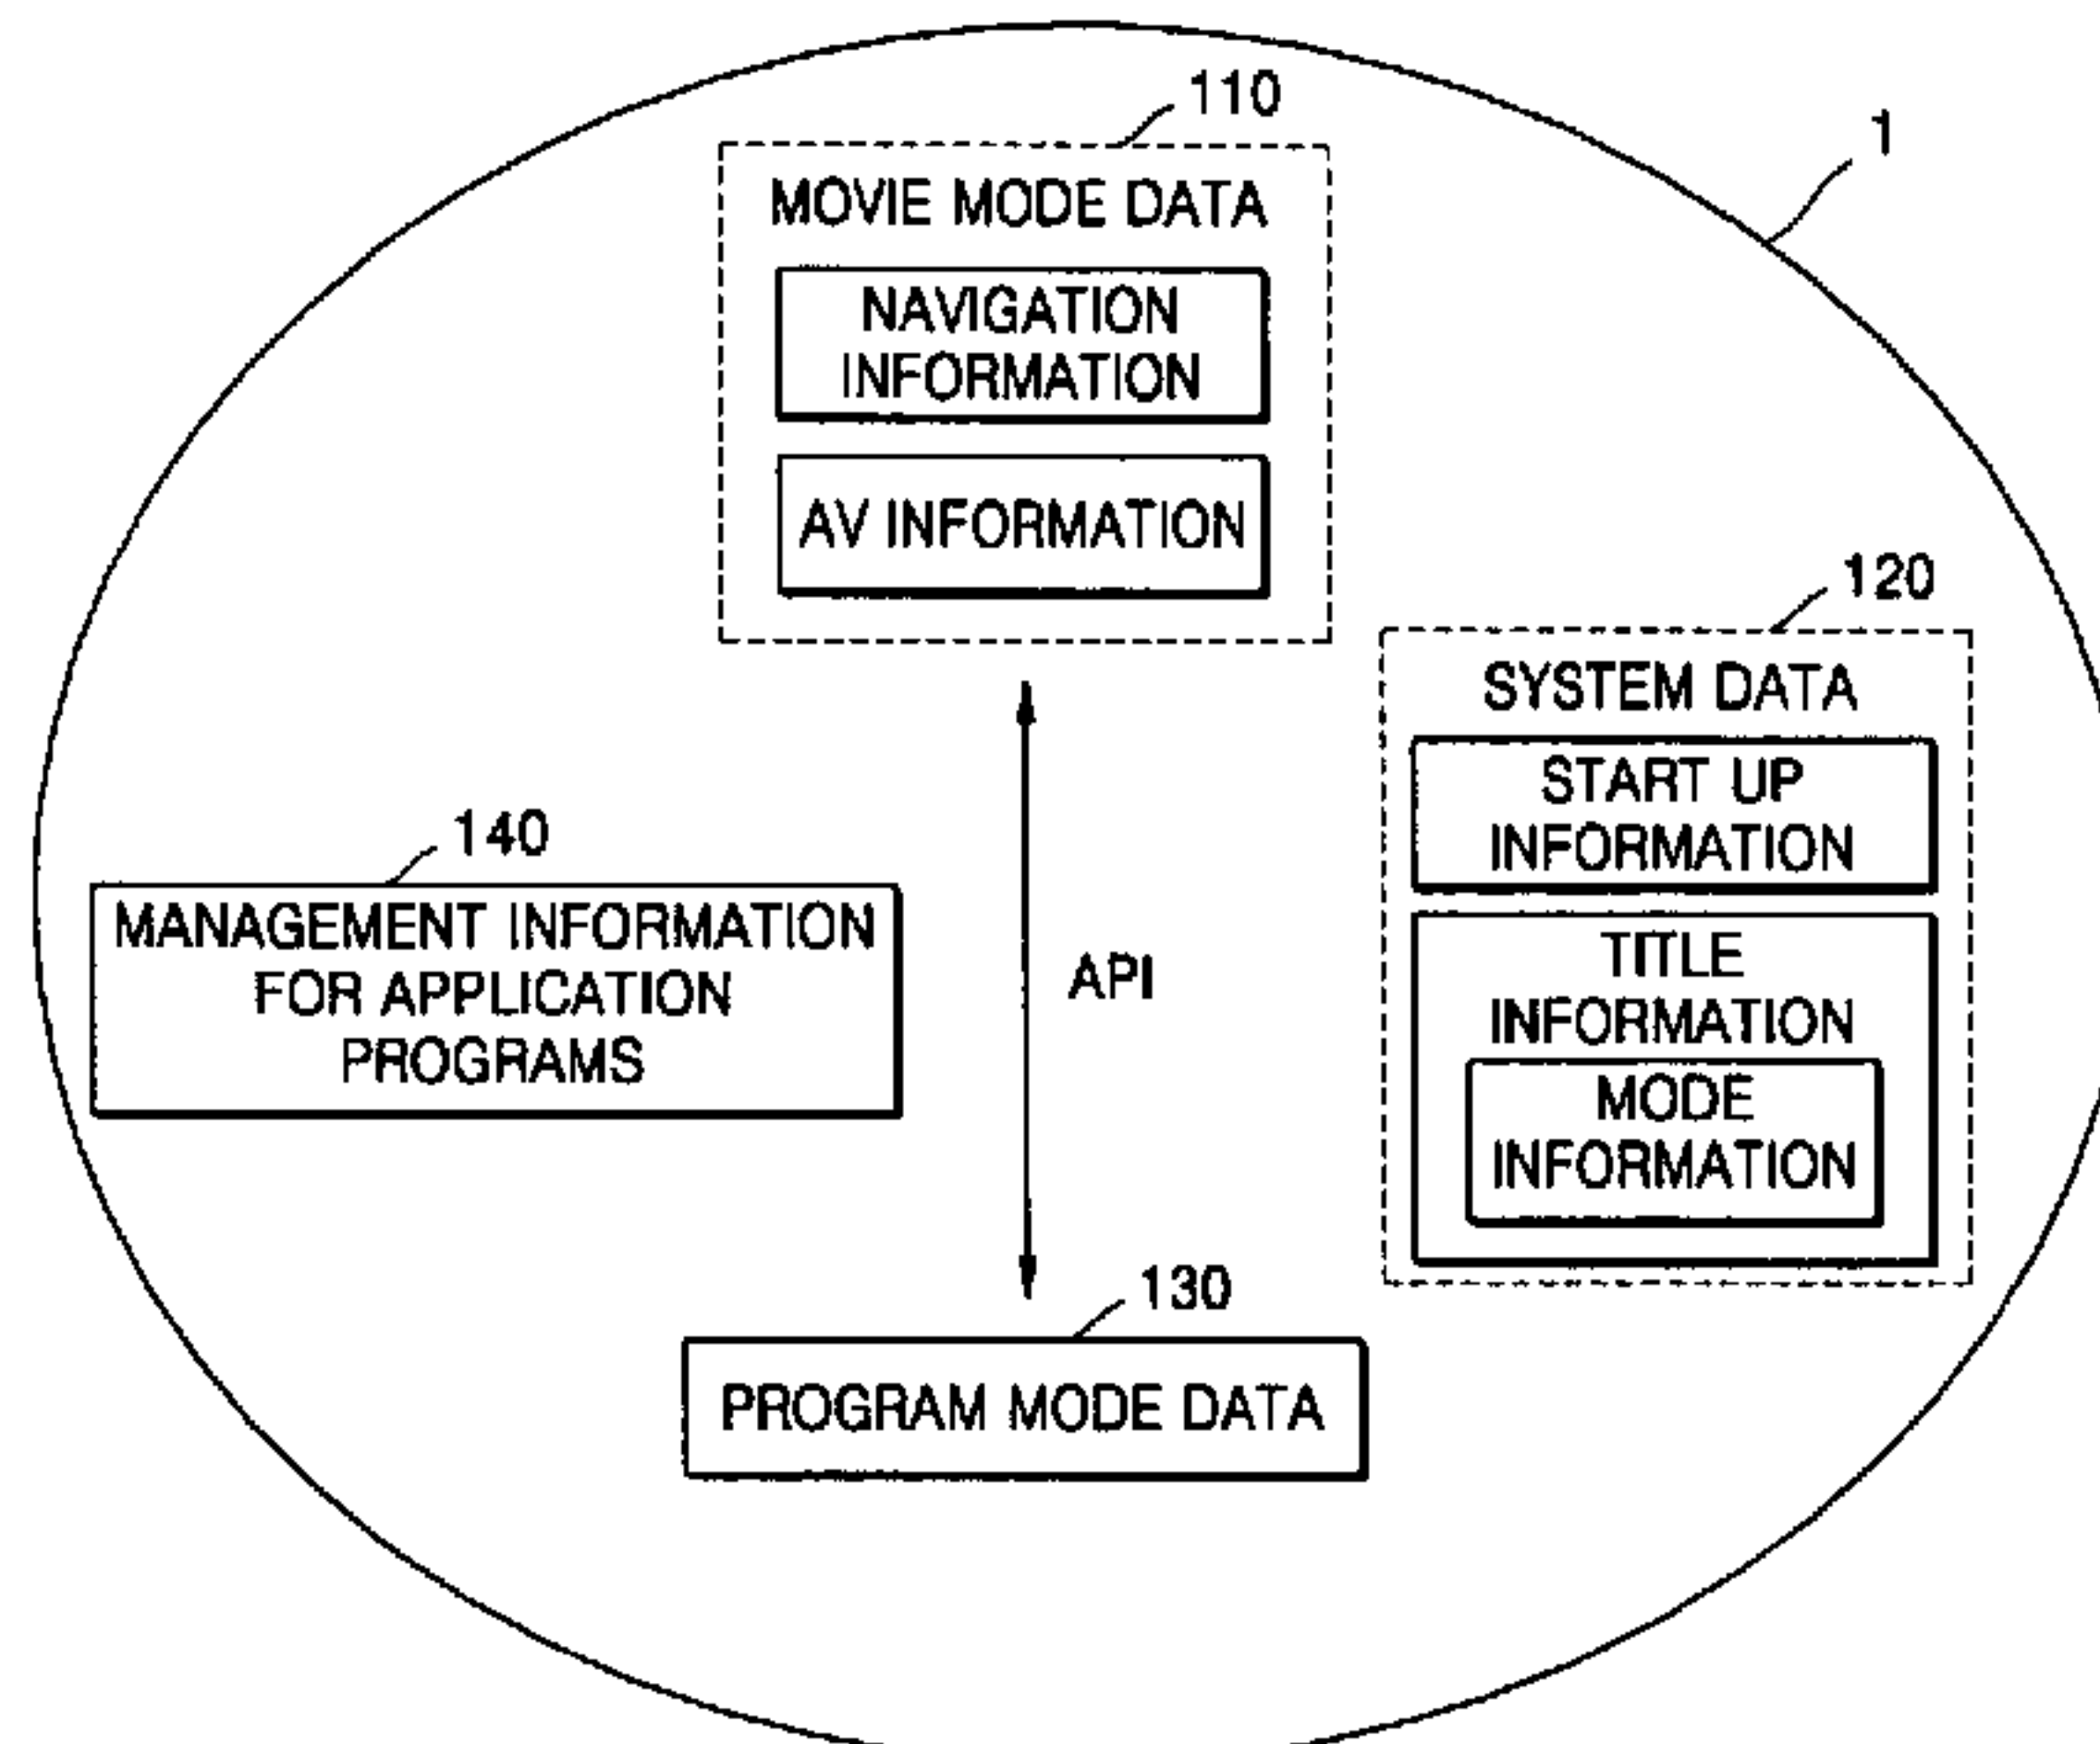 110
1
MOVIE MODE DATA
NAVIGATION
INFORMATION
AV INFORMATION
120
SYSTEM DATA
START UP
INFORMATION
TITLE
INFORMATION
MODE
INFORMATION
140
MANAGEMENT INFORMATION
FOR APPLICATION
PROGRAMS
API
130
PROGRAM MODE DATA